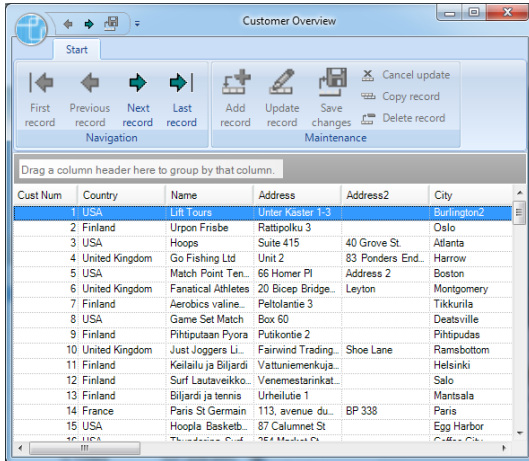 Customer Overview
Start
First record
Previous record
Next record
Last record
Add record
Update record
Save changes
Cancel update
Copy record
Delete record
Navigation
Maintenance
Drag a column header here to group by that column.
Cust Num Country Name Address Address2 City
1 USA Lift Tours Unter Kaster 1-3 Burlington2
2 Finland Urpon Frisbe Rattipolku 3 Oslo
3 USA Hoops Suite 415 40 Grove St. Atlanta
4 United Kingdom Go Fishing Ltd Unit 2 83 Ponders End... Harrow
5 USA Match Point Ten... 66 Homer Pl Address 2 Boston
6 United Kingdom Fanatical Athletes 20 Bicep Bridge... Leyton Montgomery
7 Finland Aerobics valine... Peltolantie 3 Tikkurila
8 USA Game Set Match Box 60 Deatsville
9 Finland Pihtiputaan Pyora Putikontie 2 Pihtipudas
10 United Kingdom Just Joggers Li... Fairwind Trading... Shoe Lane Ramsbottom
11 Finland Keilailu ja Biljardi Vattuniemenkuja... Helsinki
12 Finland Surf Lautaveikko... Venemestarinkat... Salo
13 Finland Biljardi ja tennis Urheilutie 1 Mantsala
14 France Paris St Germain 113, avenue du... BP 338 Paris
15 USA Hoopla Basketb... 87 Calumnet St Egg Harbor
16 USA Thundering Surf... 254 Market St. Coffee City